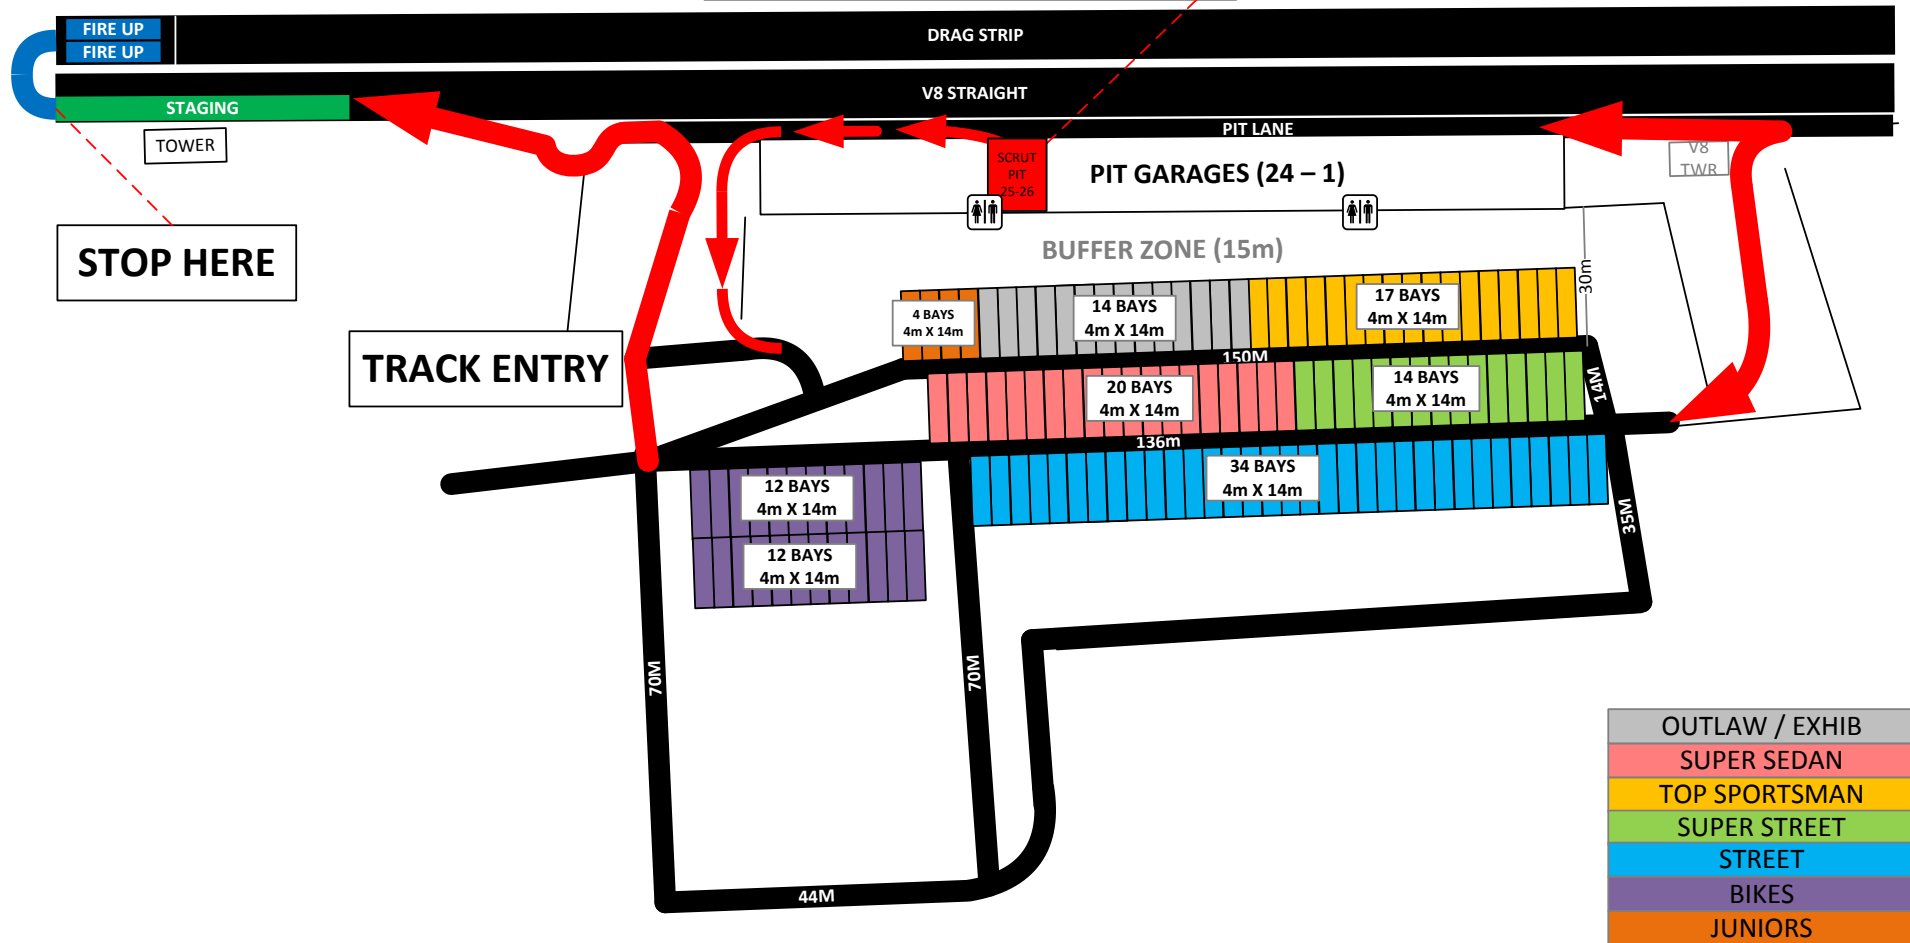 FIRE UP
FIRE UP
DRAG STRIP
V8 STRAIGHT
STAGING
PIT LANE
TOWER
SCRUT
PIT
25-26
PIT GARAGES (24 – 1)
V8
TWR
STOP HERE
BUFFER ZONE (15m)
30m
4 BAYS
4m X 14m
14 BAYS
4m X 14m
17 BAYS
4m X 14m
TRACK ENTRY
150M
20 BAYS
4m X 14m
14 BAYS
4m X 14m
14M
136m
12 BAYS
4m X 14m
34 BAYS
4m X 14m
35M
12 BAYS
4m X 14m
70M
70M
44M
OUTLAW / EXHIB
SUPER SEDAN
TOP SPORTSMAN
SUPER STREET
STREET
BIKES
JUNIORS